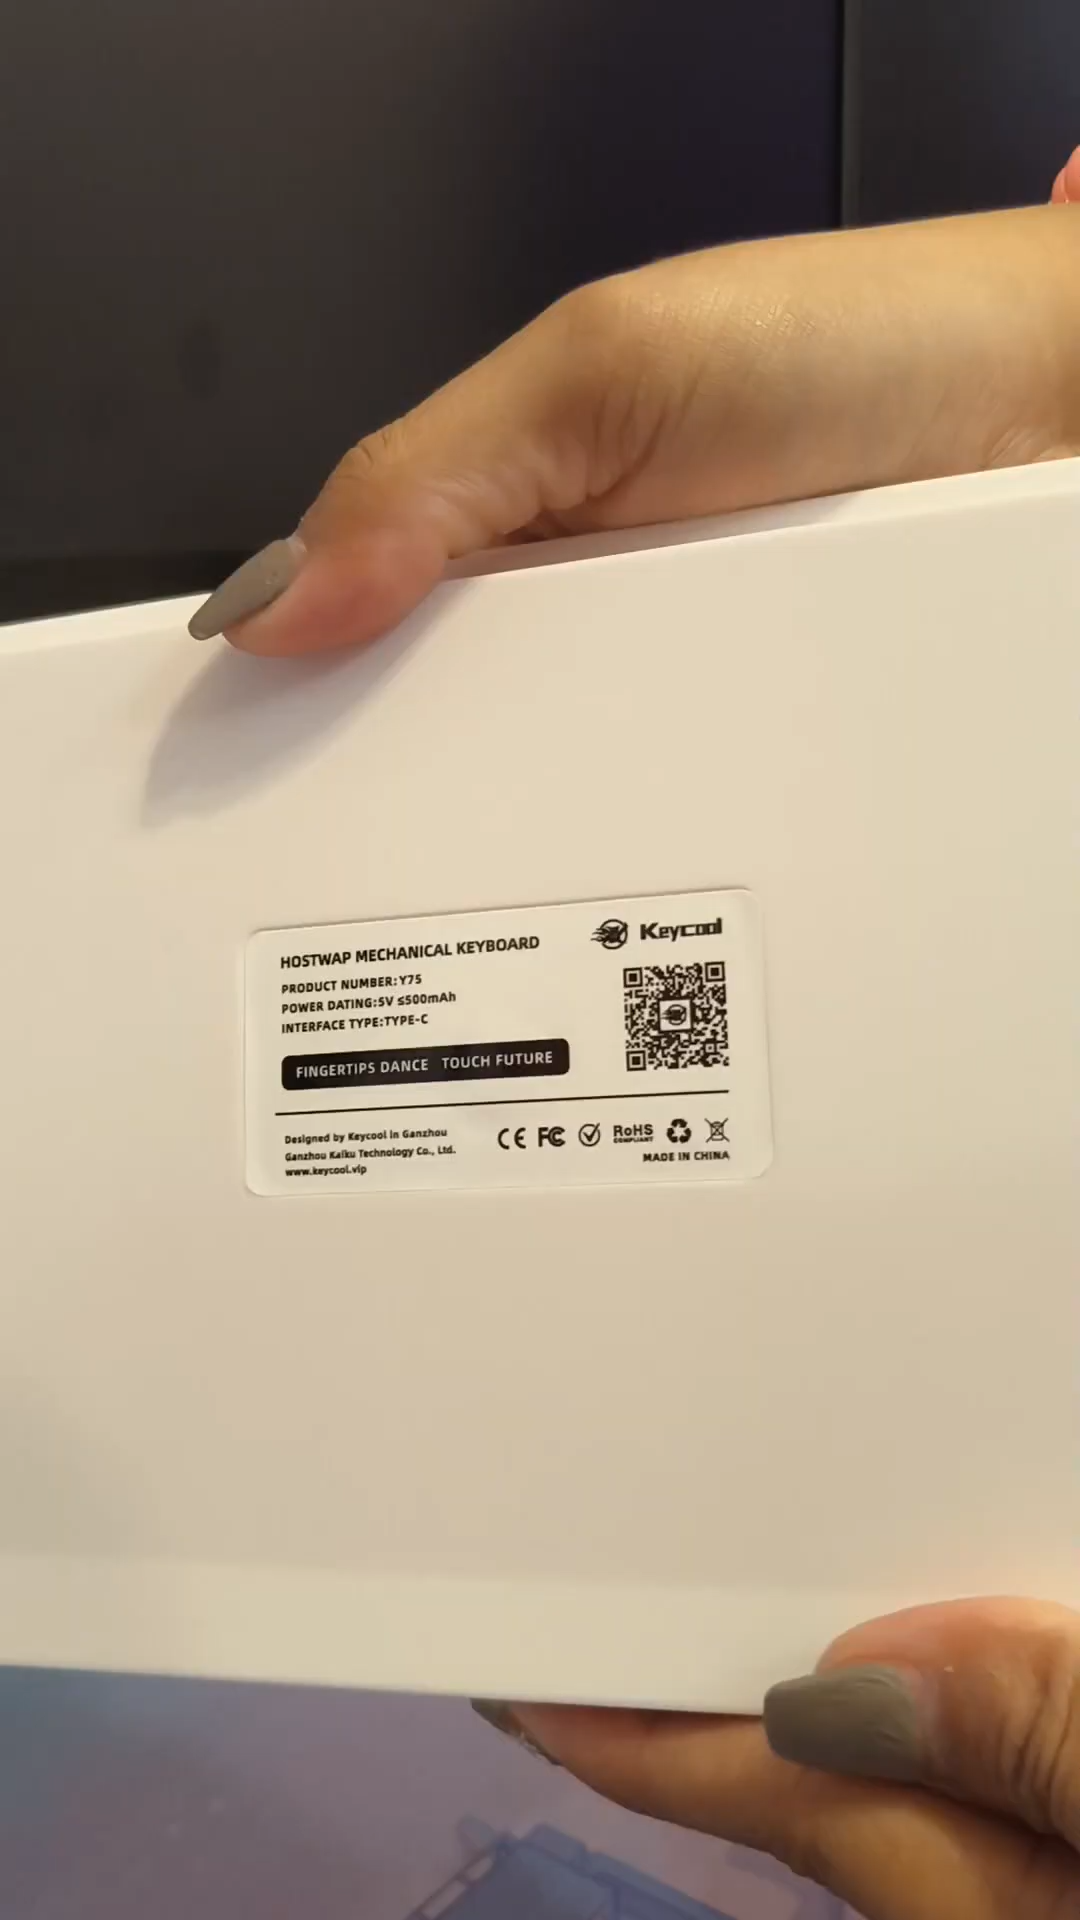 HOSTWAP MECHANICAL KEYBOARD
Keycool
PRODUCT NUMBER:Y75
POWER DATING:5V ≤500mAh
INTERFACE TYPE:TYPE-C
FINGERTIPS DANCE TOUCH FUTURE
Designed by Keycool in Ganzhou
Ganzhou Kaiku Technology Co., Ltd.
www.keycool.vip
CE FC RoHS
COMPLIANT
MADE IN CHINA